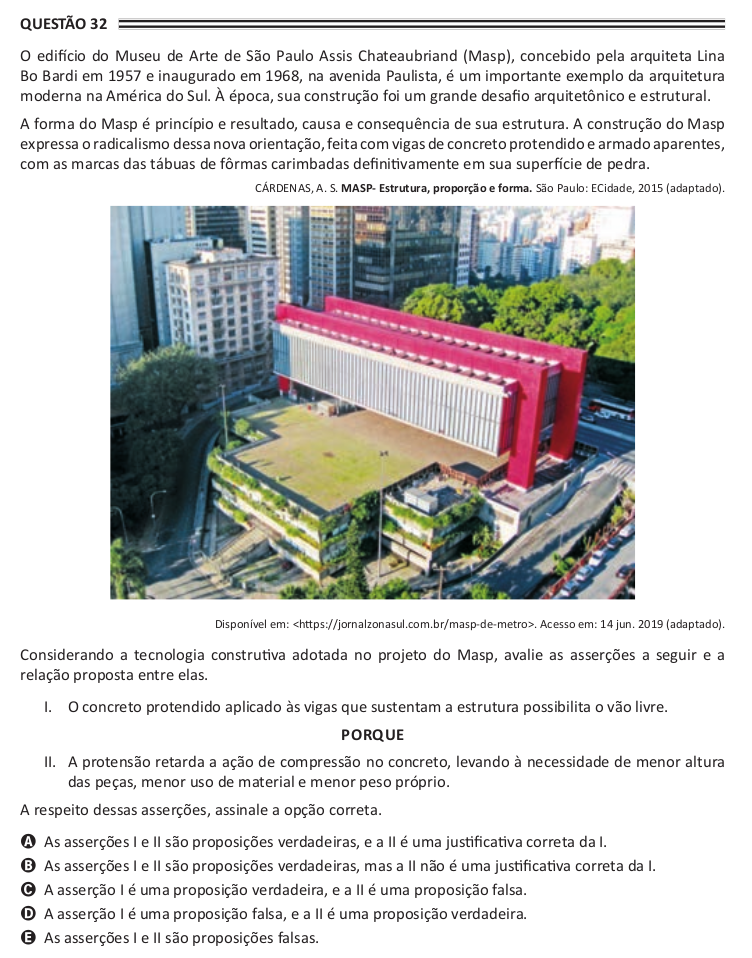 QUESTÃO 32
O edifício do Museu de Arte de São Paulo Assis Chateaubriand (Masp), concebido pela arquiteta Lina
Bo Bardi em 1957 e inaugurado em 1968, na avenida Paulista, é um importante exemplo da arquitetura
moderna na América do Sul. À época, sua construção foi um grande desafio arquitetônico e estrutural.
A forma do Masp é princípio e resultado, causa e consequência de sua estrutura. A construção do Masp
expressa o radicalismo dessa nova orientação, feita com vigas de concreto protendido e armado aparentes,
com as marcas das tábuas de fôrmas carimbadas definitivamente em sua superfície de pedra.
CÁRDENAS, A. S. MASP- Estrutura, proporção e forma. São Paulo: ECidade, 2015 (adaptado).
Disponível em: <https://jornalzonasul.com.br/masp-de-metro>. Acesso em: 14 jun. 2019 (adaptado).
Considerando a tecnologia construtiva adotada no projeto do Masp, avalie as asserções a seguir e a
relação proposta entre elas.
I. O concreto protendido aplicado às vigas que sustentam a estrutura possibilita o vão livre.
PORQUE
II. A protensão retarda a ação de compressão no concreto, levando à necessidade de menor altura
das peças, menor uso de material e menor peso próprio.
A respeito dessas asserções, assinale a opção correta.
A As asserções I e II são proposições verdadeiras, e a II é uma justificativa correta da I.
B As asserções I e II são proposições verdadeiras, mas a II não é uma justificativa correta da I.
C A asserção I é uma proposição verdadeira, e a II é uma proposição falsa.
D A asserção I é uma proposição falsa, e a II é uma proposição verdadeira.
E As asserções I e II são proposições falsas.